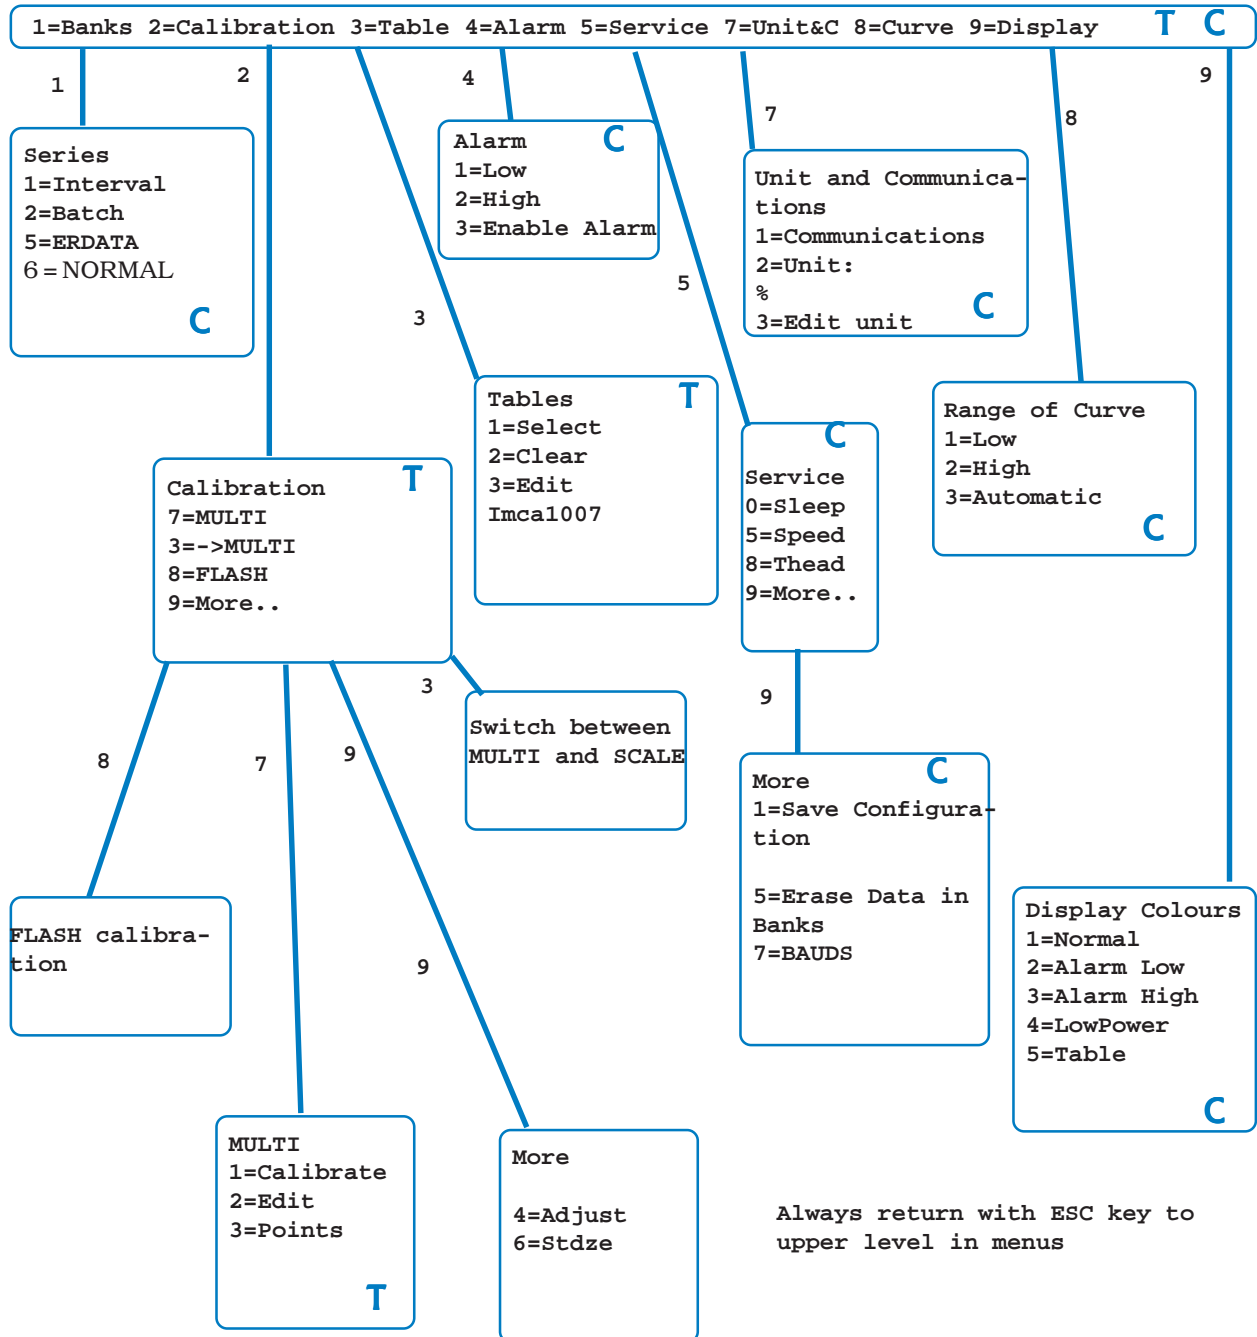 1=Banks 2=Calibration 3=Table 4=Alarm 5=Service 7=Unit&C 8=Curve 9=Display T C
1
2
4
7
8
9
Series
1=Interval
2=Batch
5=ERDATA
6 = NORMAL
C
Alarm C
1=Low
2=High
3=Enable Alarm
Unit and Communica-
tions
1=Communications
2=Unit:
%
3=Edit unit
C
5
3
Tables T
1=Select
2=Clear
3=Edit
Imca1007
Range of Curve
1=Low
2=High
3=Automatic
C
C
Service
0=Sleep
5=Speed
8=Thead
9=More..
Calibration T
7=MULTI
3=->MULTI
8=FLASH
9=More..
3
Switch between
MULTI and SCALE
9
8
7
9
More C
1=Save Configura-
tion
5=Erase Data in
Banks
7=BAUDS
FLASH calibra-
tion
9
Display Colours
1=Normal
2=Alarm Low
3=Alarm High
4=LowPower
5=Table
C
MULTI
1=Calibrate
2=Edit
3=Points
T
More
4=Adjust
6=Stdze
Always return with ESC key to
upper level in menus